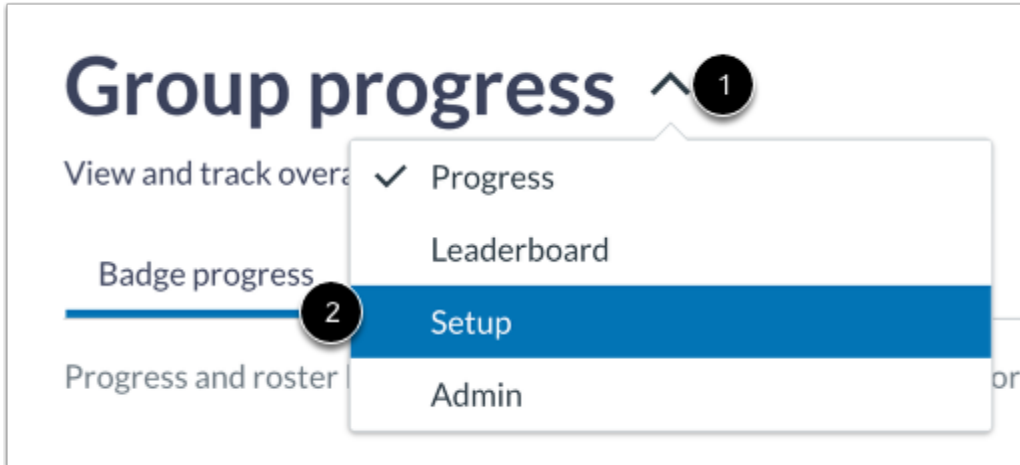 Group progress 1
View and track overa
Progress
Leaderboard
Badge progress
2 Setup
Progress and roster
or
Admin